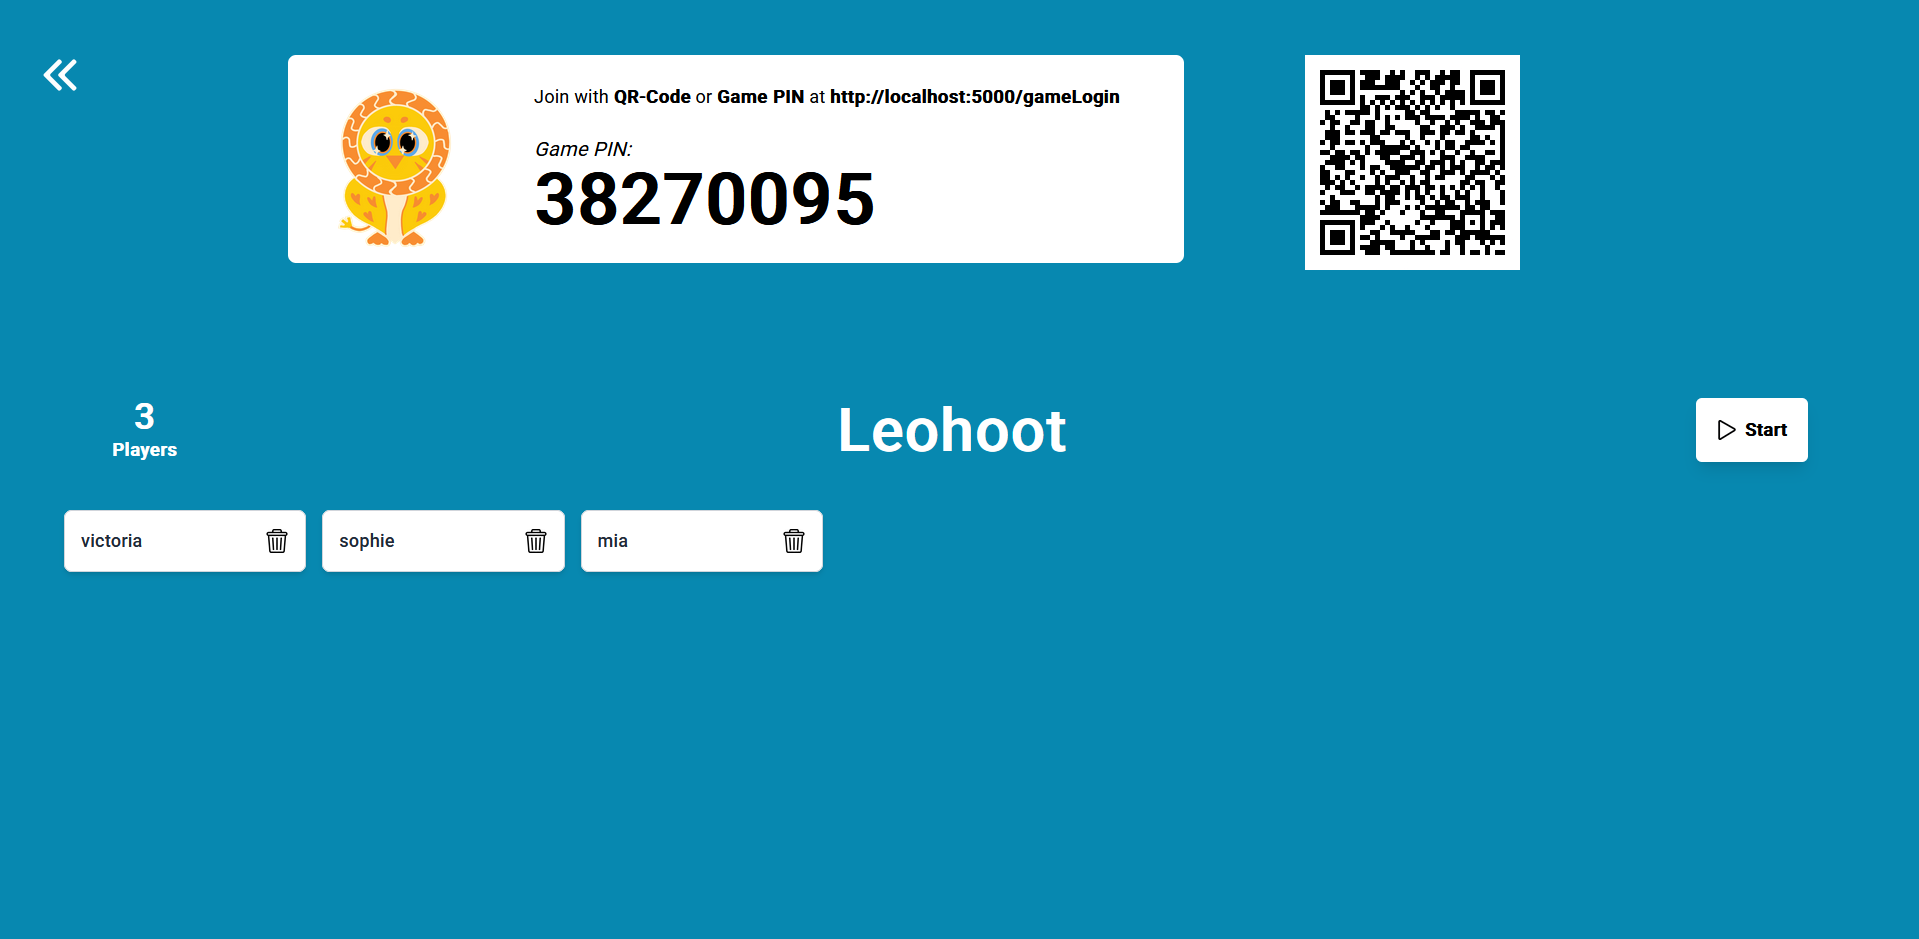 Join with QR-Code or Game PIN at http://localhost:5000/gameLogin
Game PIN:
38270095
3
Players
Leohoot
Start
victoria
sophie
mia